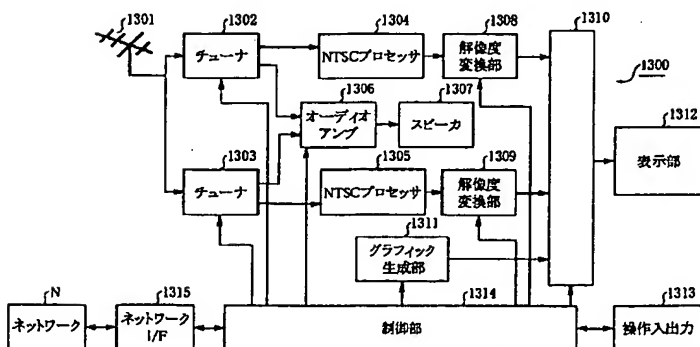 1301
1302
チューナ
1304
NTSCプロセッサ
1308
解像度
変換部
1310
1300
1306
オーディオ
アンプ
1307
スピーカ
1312
表示部
1303
チューナ
1305
NTSCプロセッサ
1309
解像度
変換部
1311
グラフィック
生成部
N
ネットワーク
1315
ネットワーク
I/F
1314
制御部
1313
操作入出力